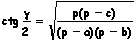 ctg γ/2 = √(p(p − c)/((p − a)(p − b)))